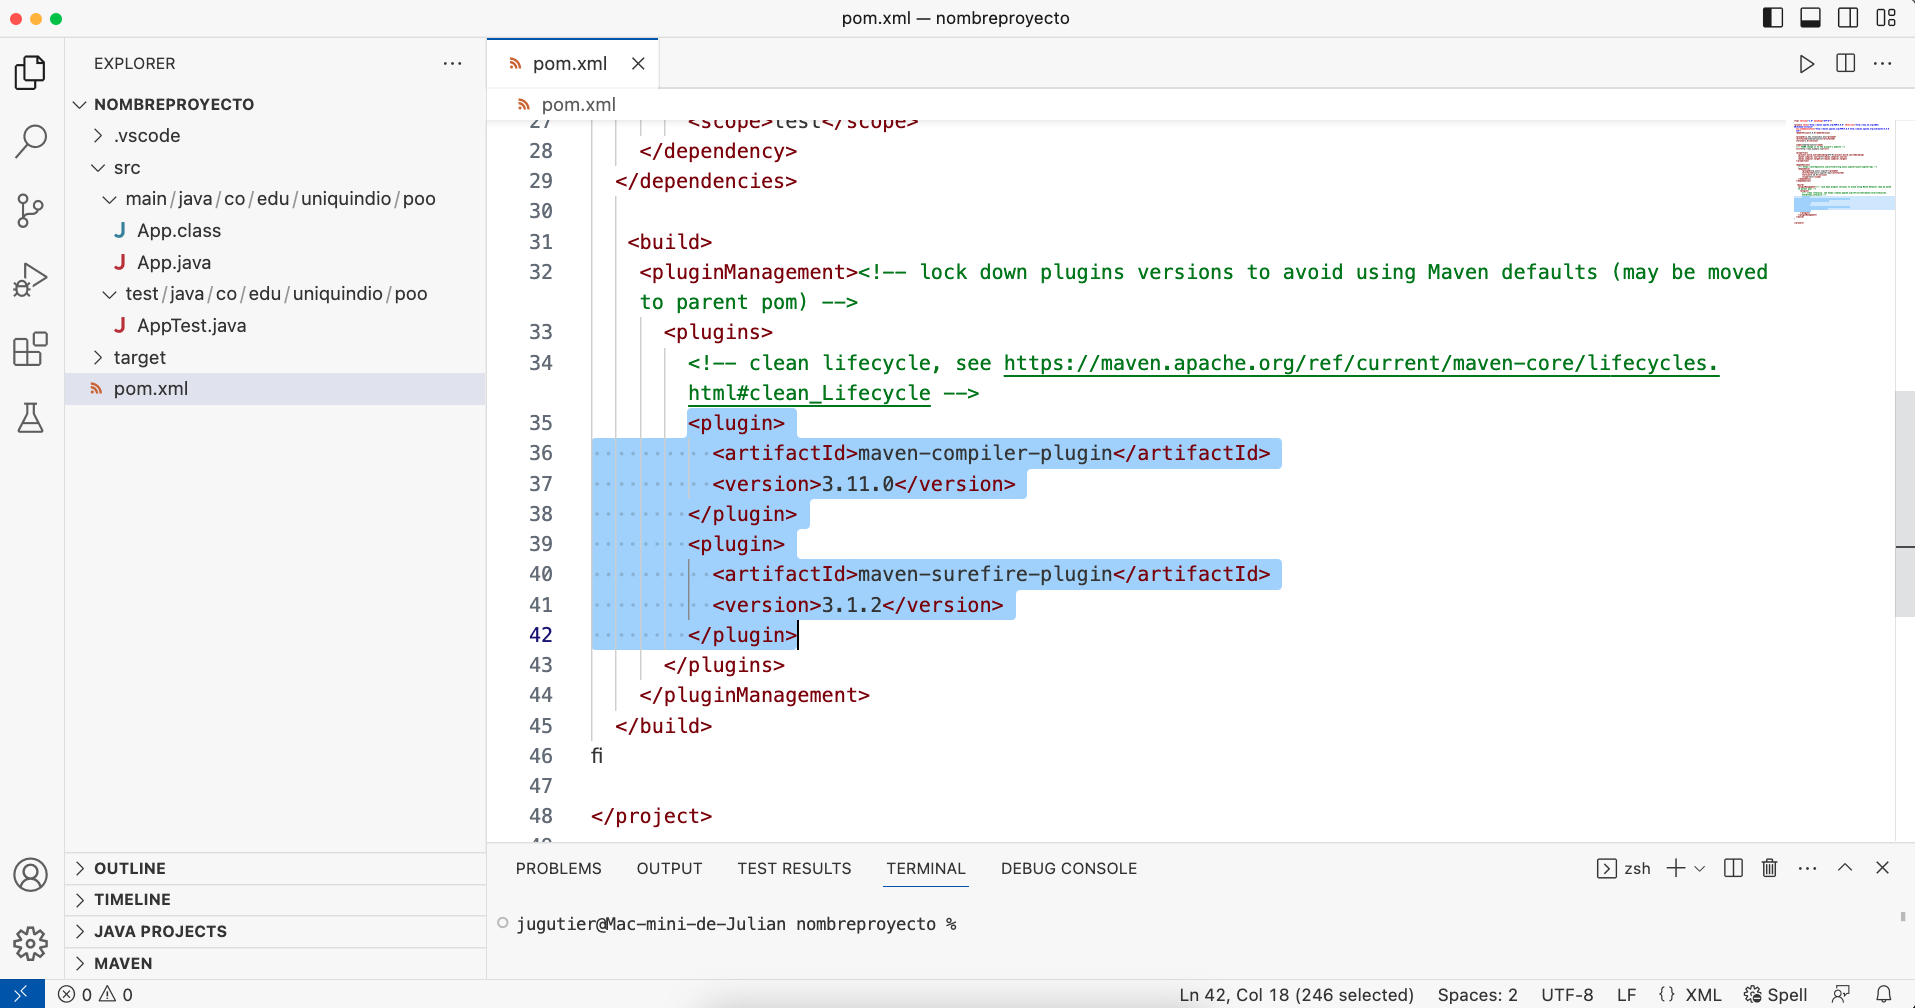 pom.xml — nombreproyecto
EXPLORER
NOMBREPROYECTO
.vscode
src
main/java/co/edu/uniquindio/poo
J App.class
J App.java
test/java/co/edu/uniquindio/poo
J AppTest.java
target
pom.xml
OUTLINE
TIMELINE
JAVA PROJECTS
MAVEN
pom.xml
pom.xml
27 <scope>test</scope>
28 </dependency>
29 </dependencies>
30
31 <build>
32 <pluginManagement><!-- lock down plugins versions to avoid using Maven defaults (may be moved
to parent pom) -->
33 <plugins>
34 <!-- clean lifecycle, see https://maven.apache.org/ref/current/maven-core/lifecycles.
html#clean_Lifecycle -->
35 <plugin>
36 <artifactId>maven-compiler-plugin</artifactId>
37 <version>3.11.0</version>
38 </plugin>
39 <plugin>
40 <artifactId>maven-surefire-plugin</artifactId>
41 <version>3.1.2</version>
42 </plugin>
43 </plugins>
44 </pluginManagement>
45 </build>
46 fi
47
48 </project>
PROBLEMS OUTPUT TEST RESULTS TERMINAL DEBUG CONSOLE
zsh
jugutier@Mac-mini-de-Julian nombreproyecto %
0 0
Ln 42, Col 18 (246 selected) Spaces: 2 UTF-8 LF {} XML Spell